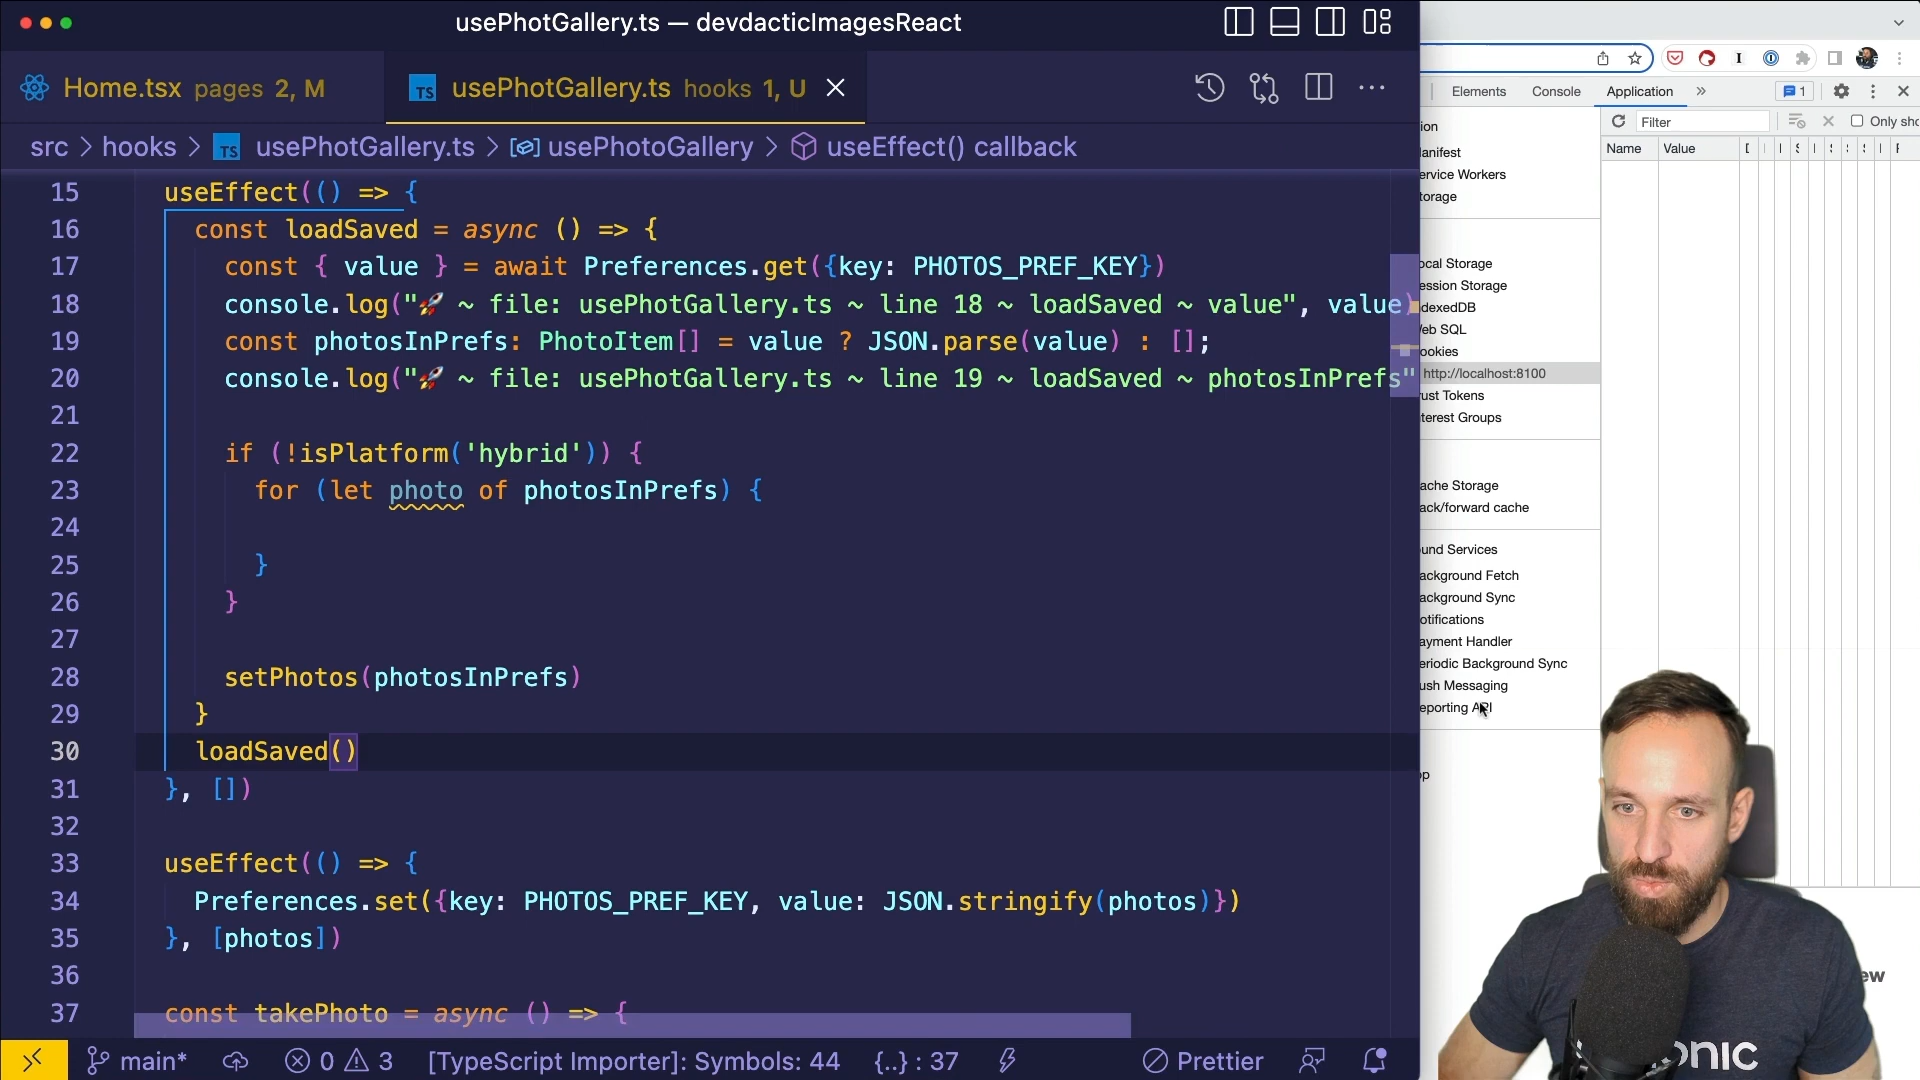 usePhotGallery.ts — devdacticImagesReact
Home.tsx pages 2, M
TS usePhotGallery.ts hooks 1, U
src > hooks > TS usePhotGallery.ts > usePhotoGallery > useEffect() callback
15 useEffect(() => {
16 const loadSaved = async () => {
17 const { value } = await Preferences.get({key: PHOTOS_PREF_KEY})
18 console.log("🚀 ~ file: usePhotGallery.ts ~ line 18 ~ loadSaved ~ value", value)
19 const photosInPrefs: PhotoItem[] = value ? JSON.parse(value) : [];
20 console.log("🚀 ~ file: usePhotGallery.ts ~ line 19 ~ loadSaved ~ photosInPrefs"
21
22 if (!isPlatform('hybrid')) {
23 for (let photo of photosInPrefs) {
24
25 }
26 }
27
28 setPhotos(photosInPrefs)
29 }
30 loadSaved()
31 }, [])
32
33 useEffect(() => {
34 Preferences.set({key: PHOTOS_PREF_KEY, value: JSON.stringify(photos)})
35 }, [photos])
36
37 const takePhoto = async () => {
main* 0 3 [TypeScript Importer]: Symbols: 44 {..} : 37 Prettier
Elements Console Application » 1
Filter Only sho
Name Value
ion
anifest
ervice Workers
torage
ocal Storage
ession Storage
dexedDB
eb SQL
ookies
http://localhost:8100
ust Tokens
terest Groups
ache Storage
ack/forward cache
und Services
ackground Fetch
ackground Sync
otifications
ayment Handler
eriodic Background Sync
ush Messaging
eporting API
op
ew
onic